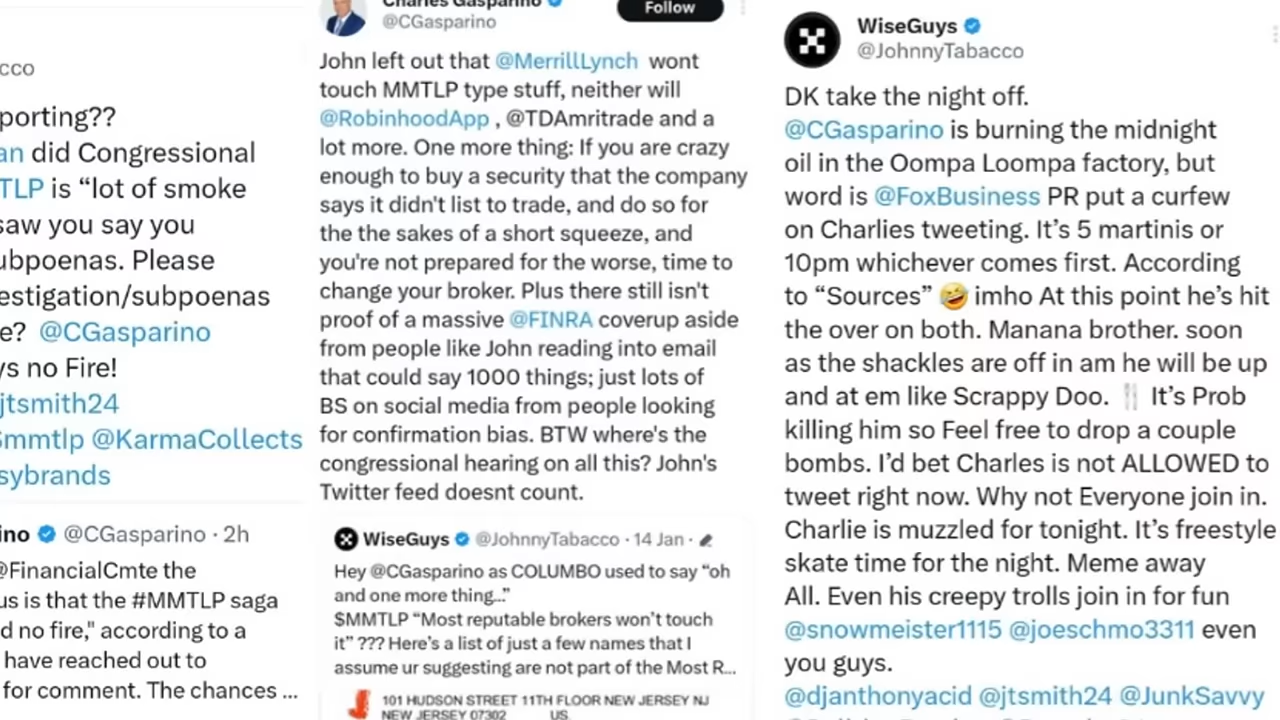 cco
porting??
an did Congressional
TLP is “lot of smoke
saw you say you
ubpoenas. Please
estigation/subpoenas
e? @CGasparino
ys no Fire!
jtsmith24
mmtlp @KarmaCollects
sybrands
ino @CGasparino · 2h
@FinancialCmte the
us is that the #MMTLP saga
d no fire," according to a
have reached out to
for comment. The chances ...
Charles Gasparino
@CGasparino
Follow
John left out that @MerrillLynch wont
touch MMTLP type stuff, neither will
@RobinhoodApp , @TDAmritrade and a
lot more. One more thing: If you are crazy
enough to buy a security that the company
says it didn't list to trade, and do so for
the the sakes of a short squeeze, and
you're not prepared for the worse, time to
change your broker. Plus there still isn't
proof of a massive @FINRA coverup aside
from people like John reading into email
that could say 1000 things; just lots of
BS on social media from people looking
for confirmation bias. BTW where's the
congressional hearing on all this? John's
Twitter feed doesnt count.
WiseGuys @JohnnyTabacco · 14 Jan ·
Hey @CGasparino as COLUMBO used to say “oh
and one more thing...”
$MMTLP “Most reputable brokers won’t touch
it” ??? Here’s a list of just a few names that I
assume ur suggesting are not part of the Most R...
101 HUDSON STREET 11TH FLOOR NEW JERSEY NJ
NEW JERSEY 07302 US
WiseGuys
@JohnnyTabacco
DK take the night off.
@CGasparino is burning the midnight
oil in the Oompa Loompa factory, but
word is @FoxBusiness PR put a curfew
on Charlies tweeting. It’s 5 martinis or
10pm whichever comes first. According
to “Sources” 🤣 imho At this point he’s hit
the over on both. Manana brother. soon
as the shackles are off in am he will be up
and at em like Scrappy Doo. 🍴 It’s Prob
killing him so Feel free to drop a couple
bombs. I’d bet Charles is not ALLOWED to
tweet right now. Why not Everyone join in.
Charlie is muzzled for tonight. It’s freestyle
skate time for the night. Meme away
All. Even his creepy trolls join in for fun
@snowmeister1115 @joeschmo3311 even
you guys.
@djanthonyacid @jtsmith24 @JunkSavvy